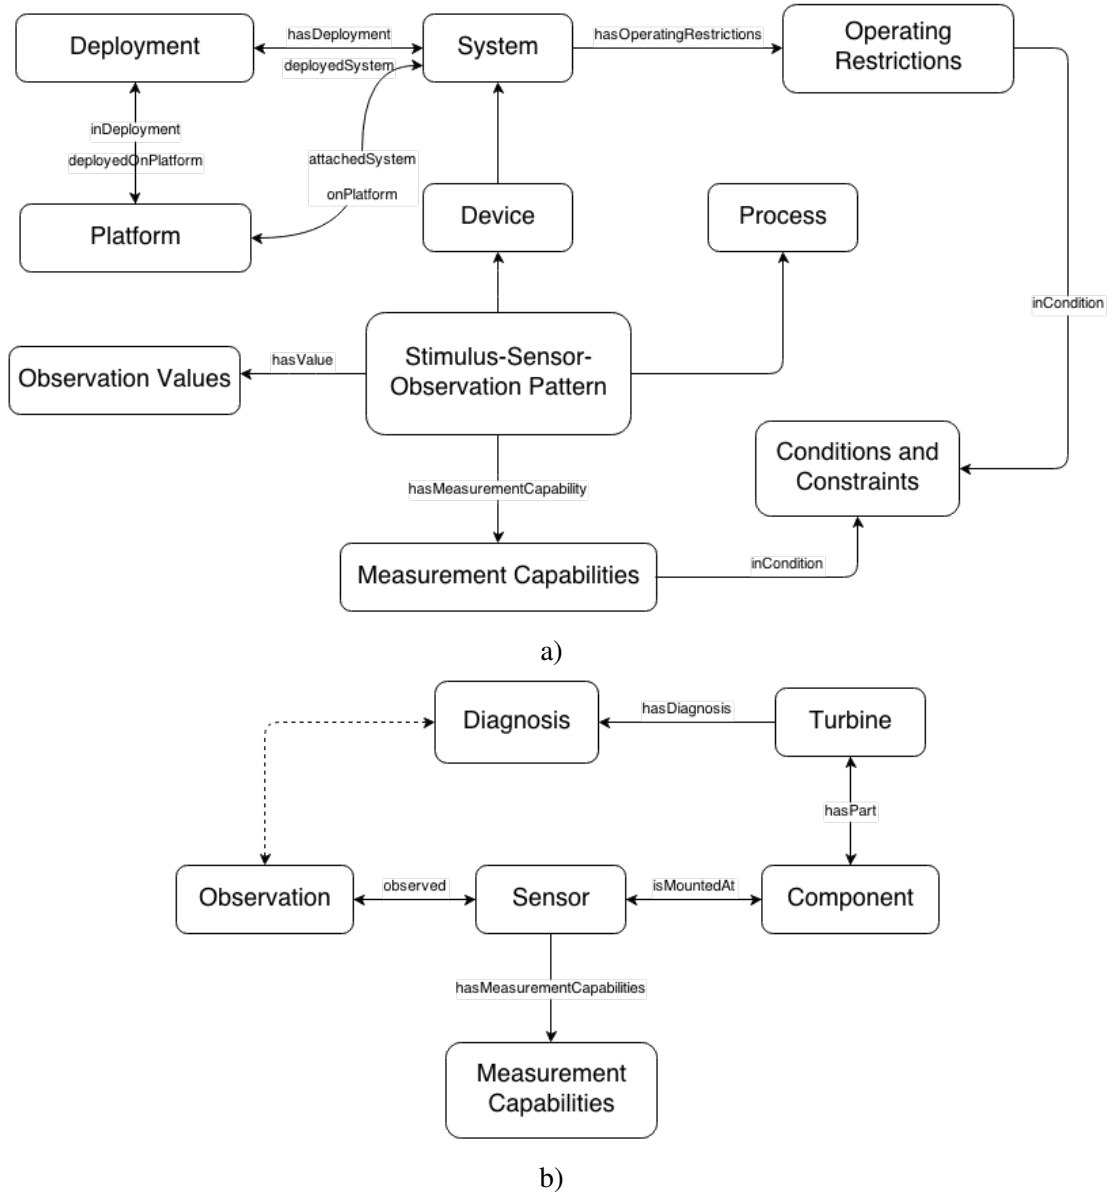 Deployment
hasDeployment
deployedSystem
System
hasOperatingRestrictions
Operating
Restrictions
inDeployment
deployedOnPlatform
attachedSystem
onPlatform
Platform
Device
Process
inCondition
Observation Values
hasValue
Stimulus-Sensor-
Observation Pattern
Conditions and
Constraints
hasMeasurementCapability
Measurement Capabilities
inCondition
a)
Diagnosis
hasDiagnosis
Turbine
hasPart
Observation
observed
Sensor
isMountedAt
Component
hasMeasurementCapabilities
Measurement
Capabilities
b)